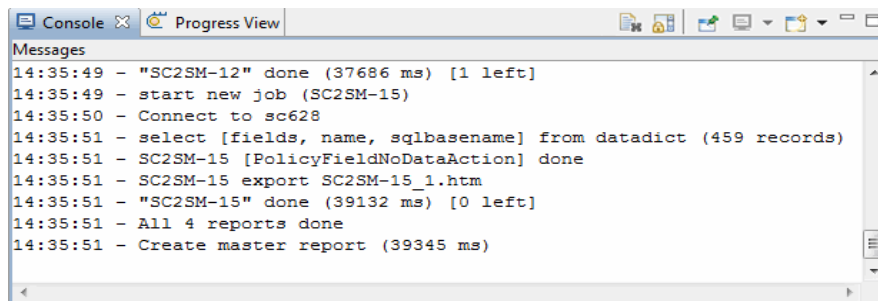 Console Progress View
Messages
14:35:49 - "SC2SM-12" done (37686 ms) [1 left]
14:35:49 - start new job (SC2SM-15)
14:35:50 - Connect to sc628
14:35:51 - select [fields, name, sqlbasename] from datadict (459 records)
14:35:51 - SC2SM-15 [PolicyFieldNoDataAction] done
14:35:51 - SC2SM-15 export SC2SM-15_1.htm
14:35:51 - "SC2SM-15" done (39132 ms) [0 left]
14:35:51 - All 4 reports done
14:35:51 - Create master report (39345 ms)